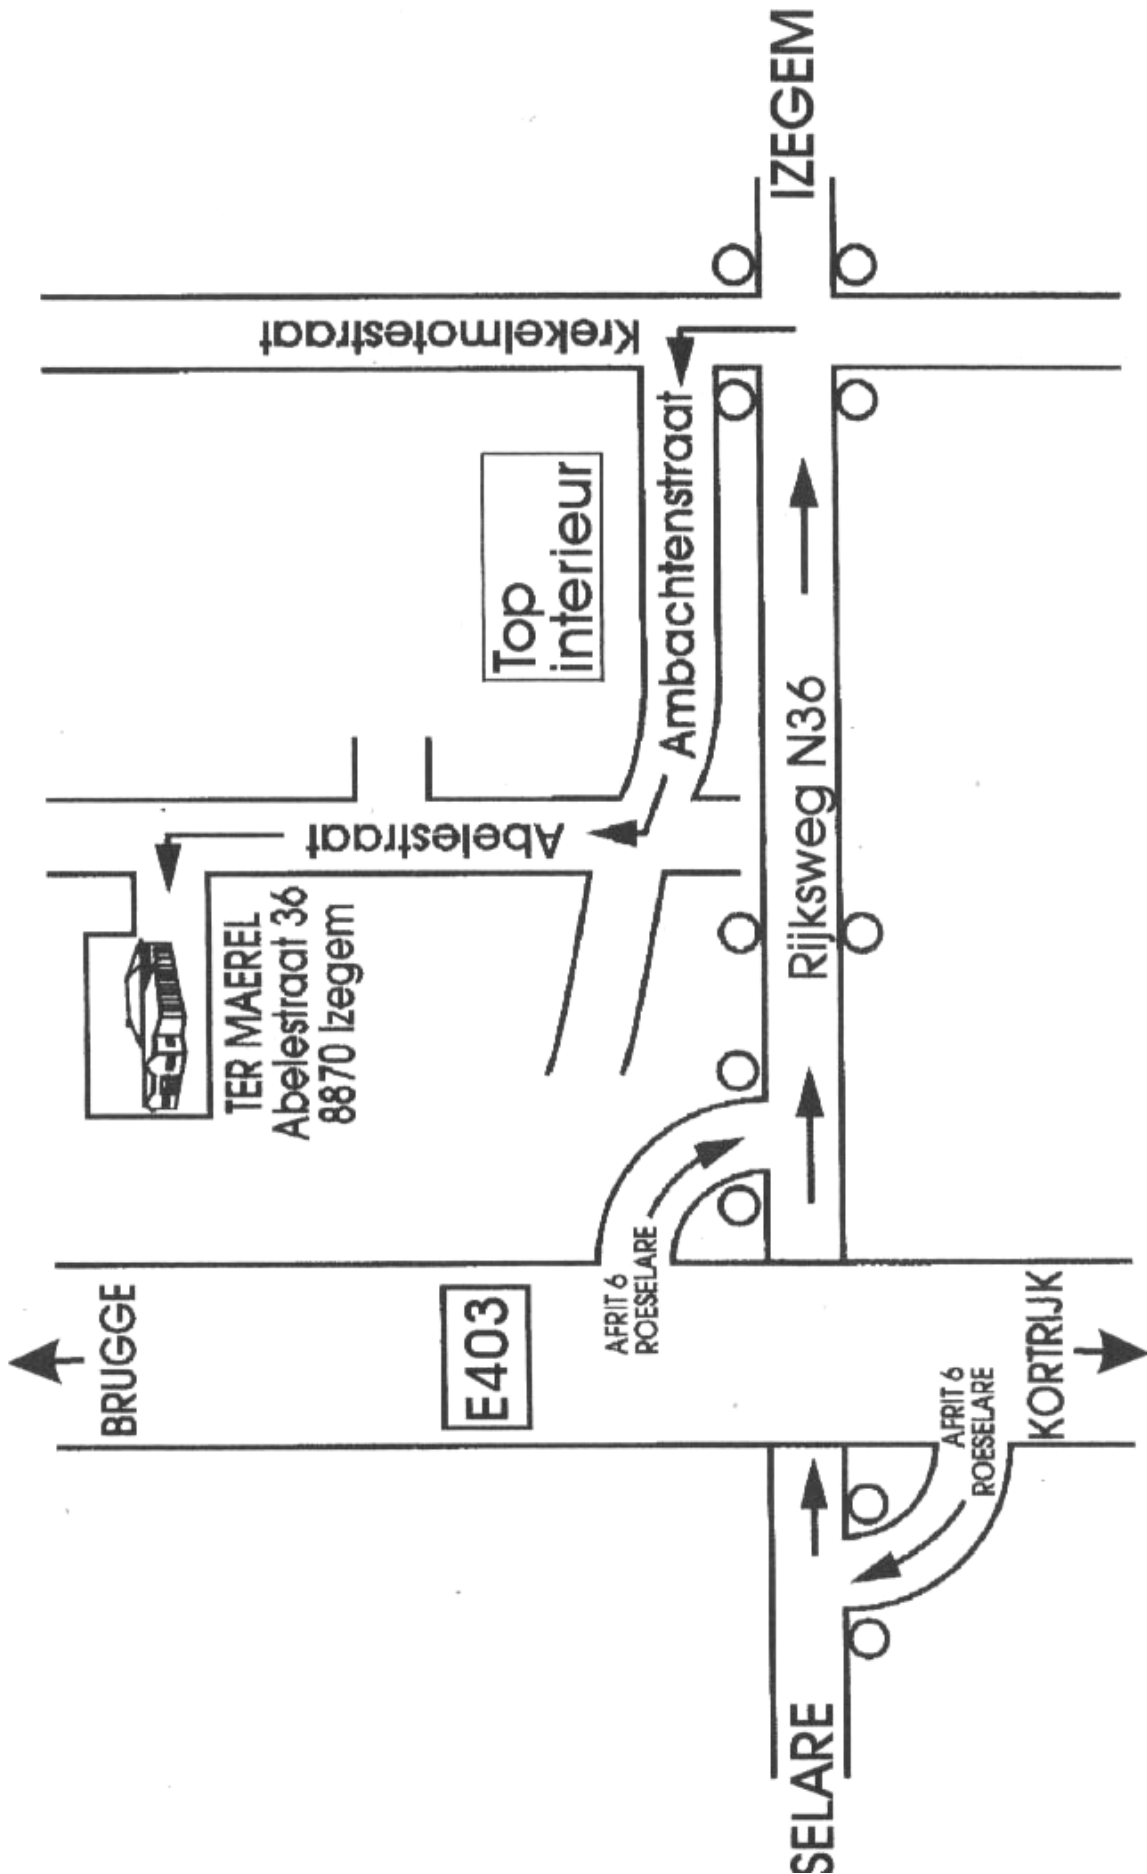 BRUGGE
E403
AFRIT 6
ROESELARE
AFRIT 6
ROESELARE
KORTRIJK
SELARE
TER MAEREL
Abelestraat 36
8870 Izegem
Abelestraat
Top
interieur
Ambachtenstraat
Krekelmotestraat
Rijksweg N36
IZEGEM